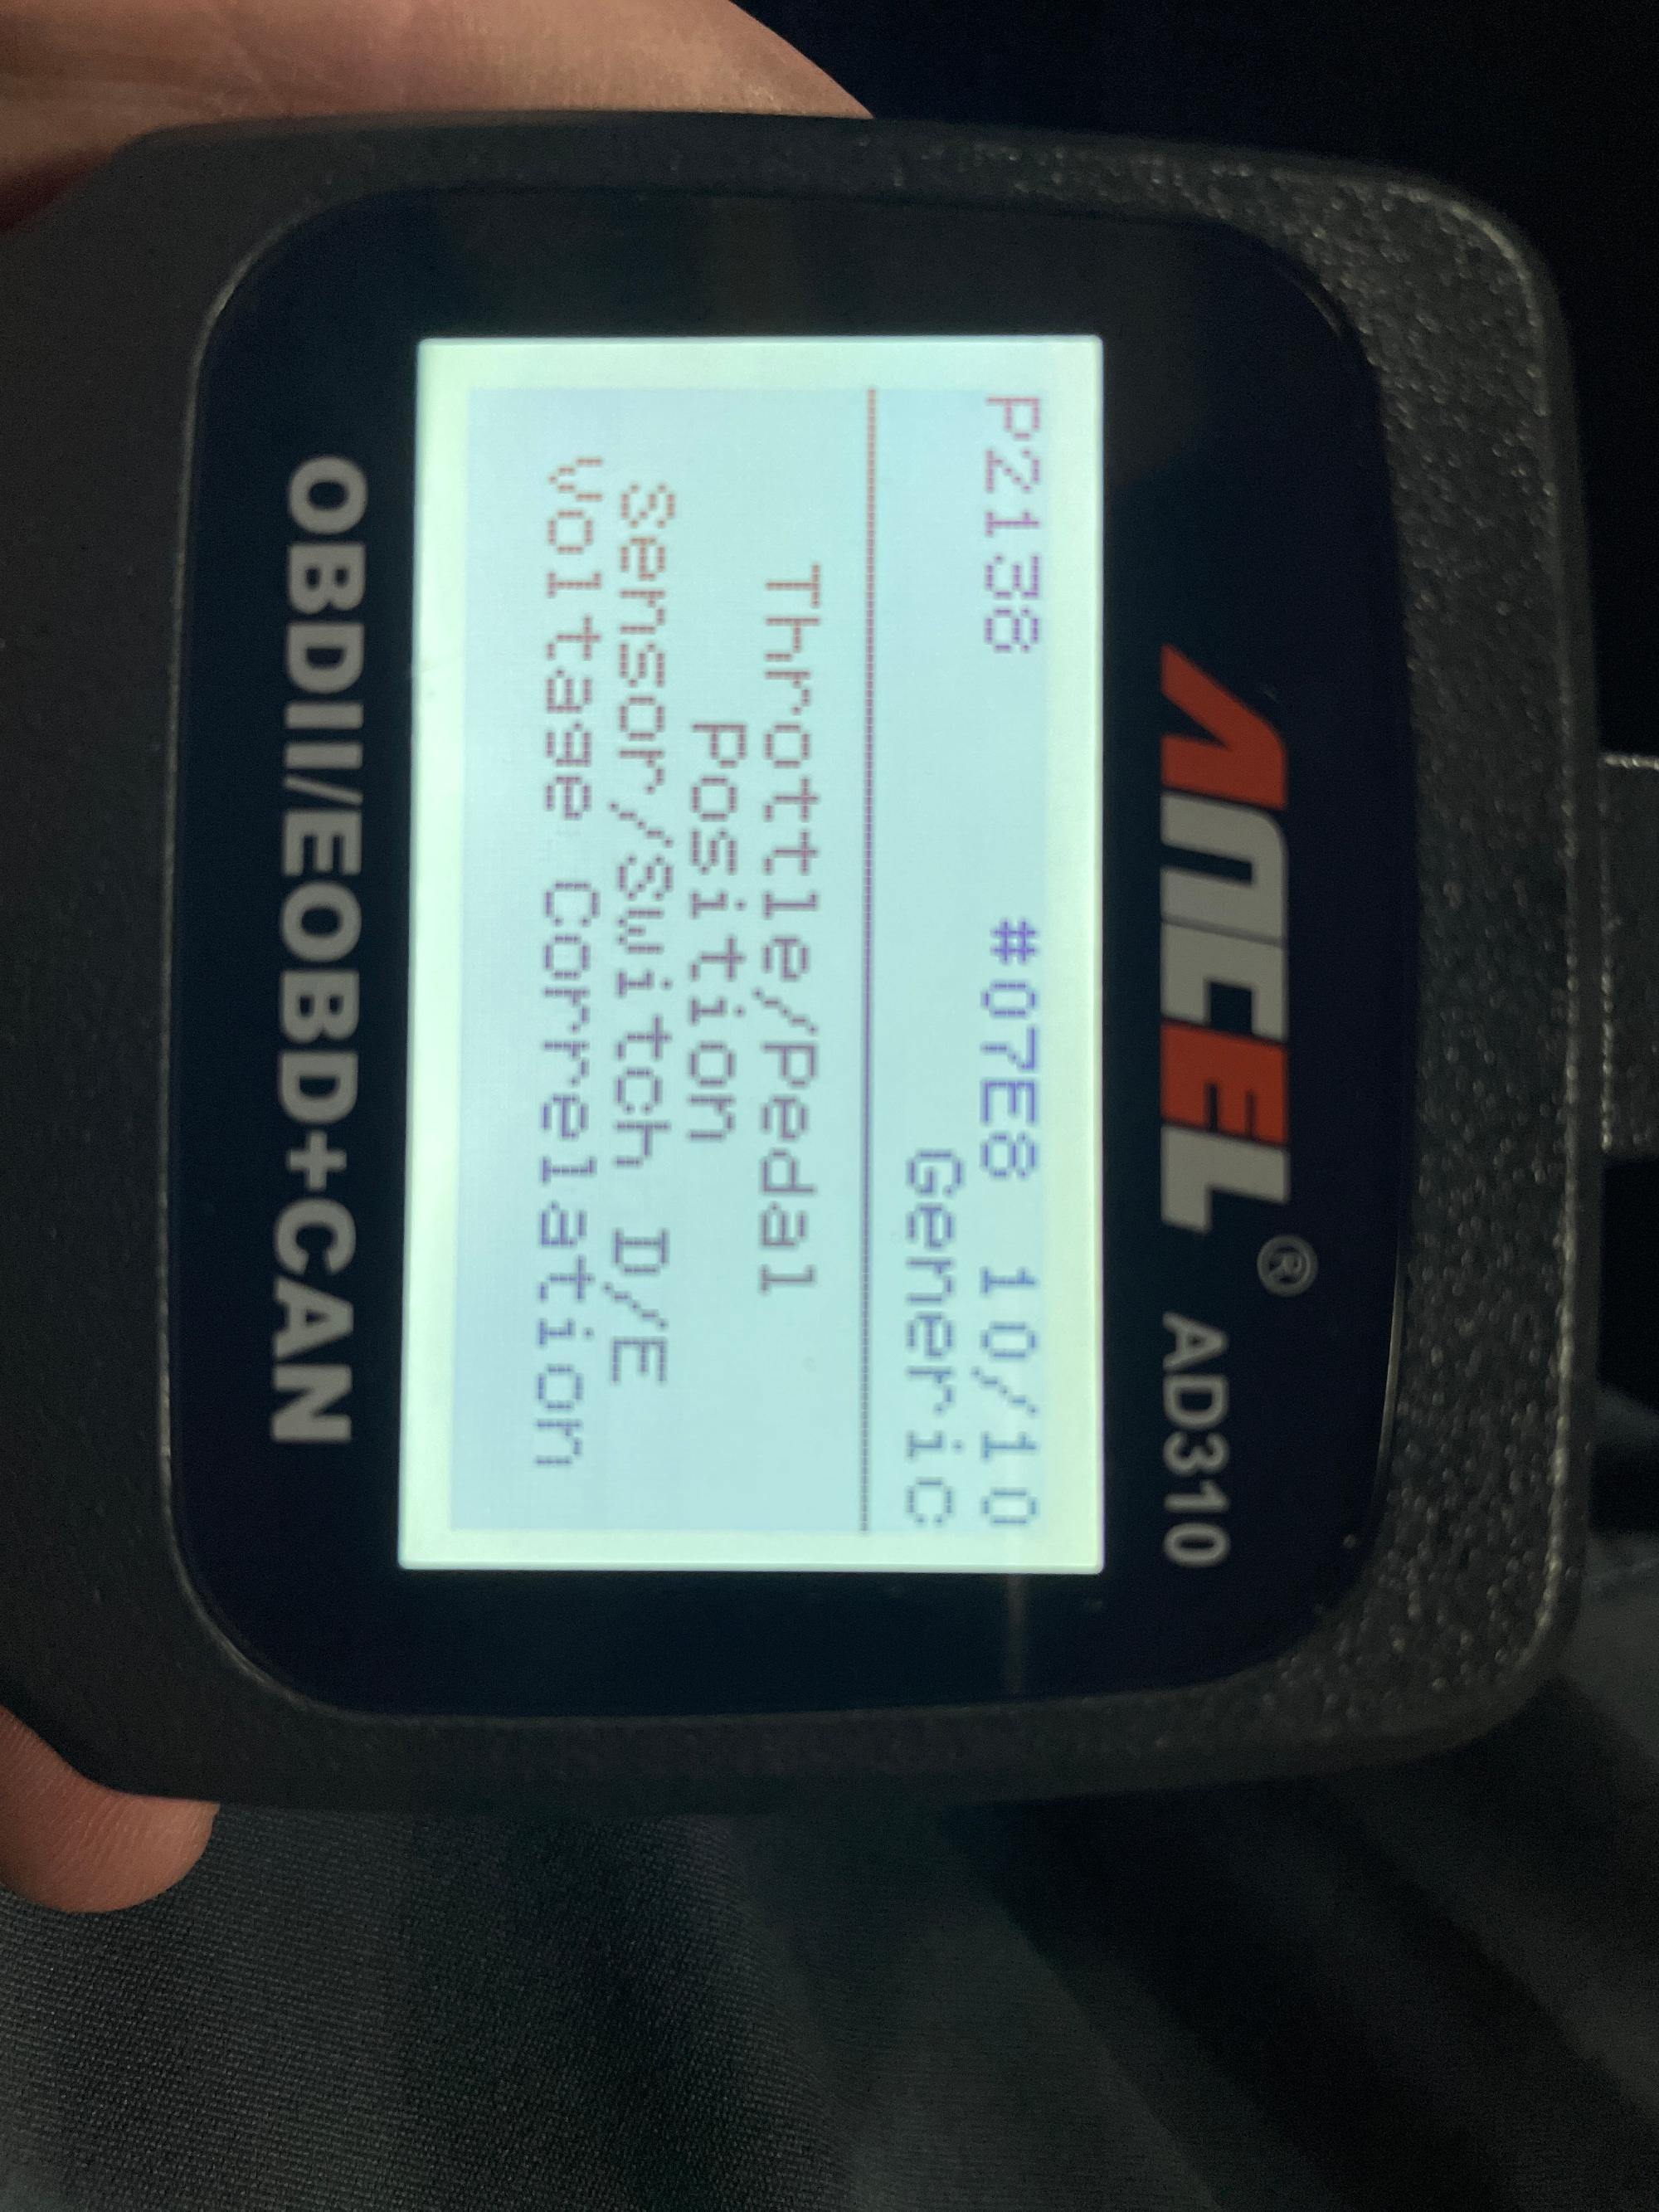 ANCEL® AD310
P2138 #07E8 10/10
Generic
Throttle/Pedal
Position
Sensor/Switch D/E
Voltage Correlation
OBDII/EOBD+CAN